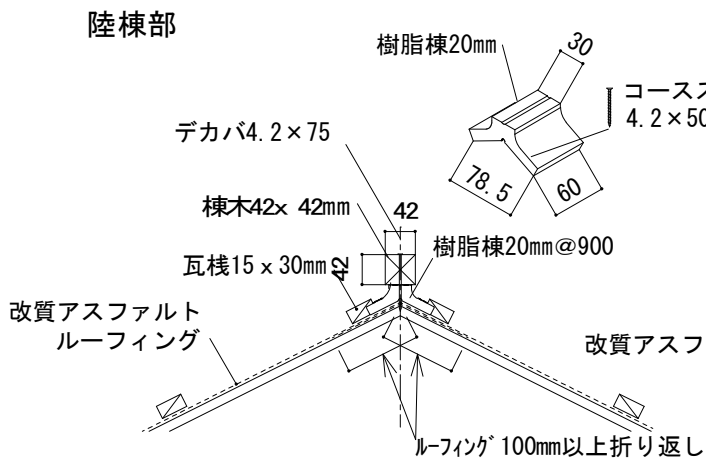 陸棟部
樹脂棟20mm
30
コースス
4.2×50
デカバ4.2×75
78.5
60
棟木42x 42mm
42
樹脂棟20mm@900
瓦桟15 x 30mm
42
改質アスファルト
ルーフィング
改質アスフ
ルーフィング 100mm以上折り返し